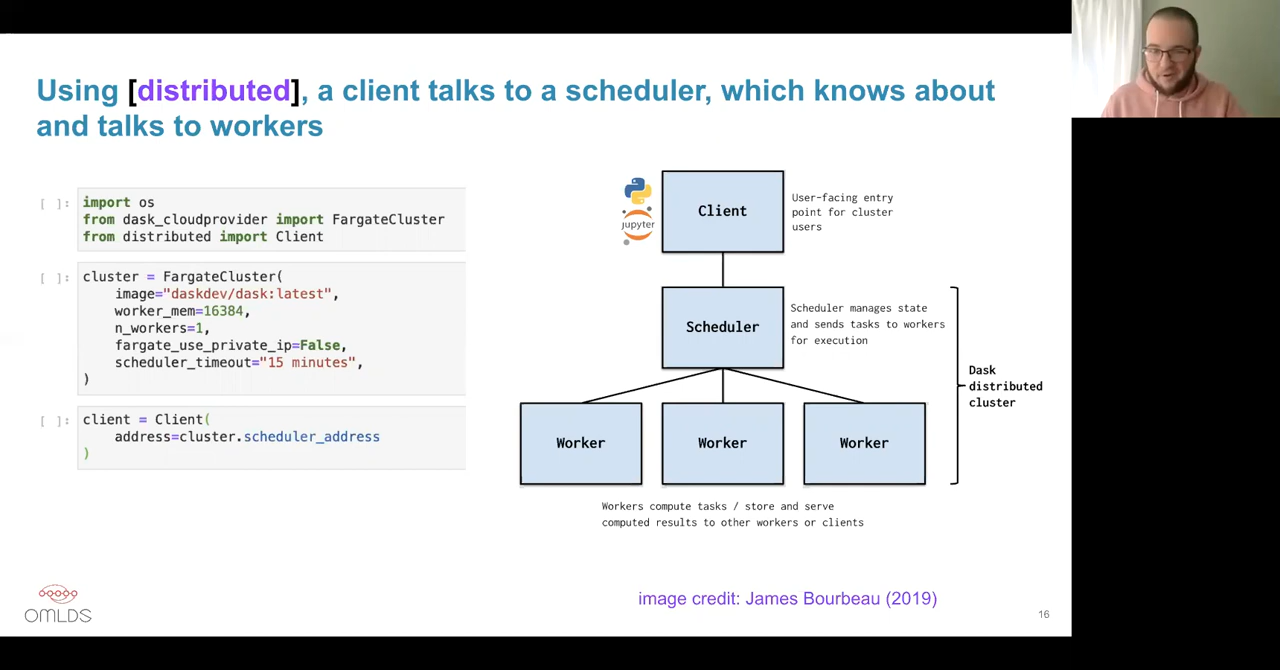 Using [distributed], a client talks to a scheduler, which knows about
and talks to workers
[ ]:
import os
from dask_cloudprovider import FargateCluster
from distributed import Client
[ ]:
cluster = FargateCluster(
image="daskdev/dask:latest",
worker_mem=16384,
n_workers=1,
fargate_use_private_ip=False,
scheduler_timeout="15 minutes",
)
[ ]:
client = Client(
address=cluster.scheduler_address
)
jupyter
Client
User-facing entry
point for cluster
users
Scheduler
Scheduler manages state
and sends tasks to workers
for execution
Dask
distributed
cluster
Worker
Worker
Worker
Workers compute tasks / store and serve
computed results to other workers or clients
OMLDS
image credit: James Bourbeau (2019)
16